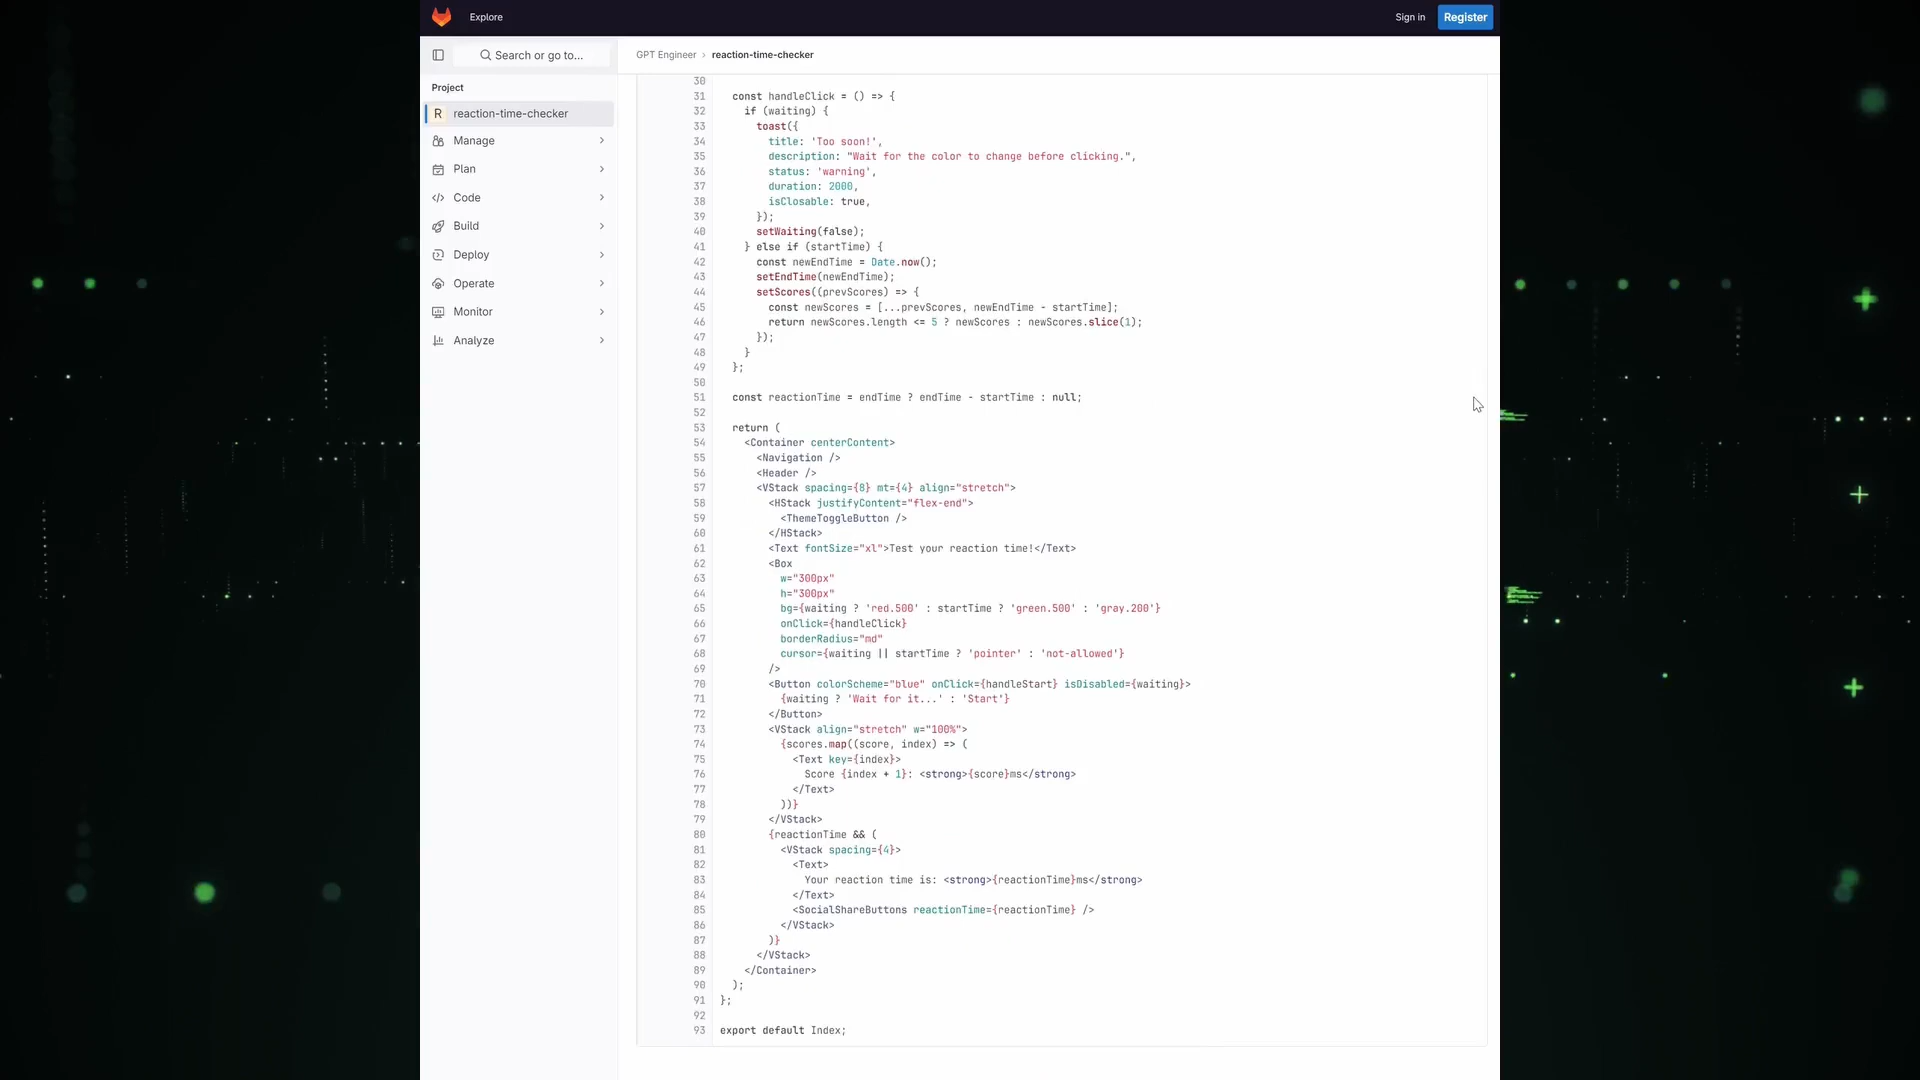 Explore
Sign in
Register
Search or go to...
GPT Engineer › reaction-time-checker
Project
R reaction-time-checker
Manage
Plan
Code
Build
Deploy
Operate
Monitor
Analyze
30
31 const handleClick = () => {
32 if (waiting) {
33 toast({
34 title: 'Too soon!',
35 description: "Wait for the color to change before clicking.",
36 status: 'warning',
37 duration: 2000,
38 isClosable: true,
39 });
40 setWaiting(false);
41 } else if (startTime) {
42 const newEndTime = Date.now();
43 setEndTime(newEndTime);
44 setScores((prevScores) => {
45 const newScores = [...prevScores, newEndTime - startTime];
46 return newScores.length <= 5 ? newScores : newScores.slice(1);
47 });
48 }
49 };
50
51 const reactionTime = endTime ? endTime - startTime : null;
52
53 return (
54 <Container centerContent>
55 <Navigation />
56 <Header />
57 <VStack spacing={8} mt={4} align="stretch">
58 <HStack justifyContent="flex-end">
59 <ThemeToggleButton />
60 </HStack>
61 <Text fontSize="xl">Test your reaction time!</Text>
62 <Box
63 w="300px"
64 h="300px"
65 bg={waiting ? 'red.500' : startTime ? 'green.500' : 'gray.200'}
66 onClick={handleClick}
67 borderRadius="md"
68 cursor={waiting || startTime ? 'pointer' : 'not-allowed'}
69 />
70 <Button colorScheme="blue" onClick={handleStart} isDisabled={waiting}>
71 {waiting ? 'Wait for it...' : 'Start'}
72 </Button>
73 <VStack align="stretch" w="100%">
74 {scores.map((score, index) => (
75 <Text key={index}>
76 Score {index + 1}: <strong>{score}ms</strong>
77 </Text>
78 ))}
79 </VStack>
80 {reactionTime && (
81 <VStack spacing={4}>
82 <Text>
83 Your reaction time is: <strong>{reactionTime}ms</strong>
84 </Text>
85 <SocialShareButtons reactionTime={reactionTime} />
86 </VStack>
87 )}
88 </VStack>
89 </Container>
90 );
91 };
92
93 export default Index;